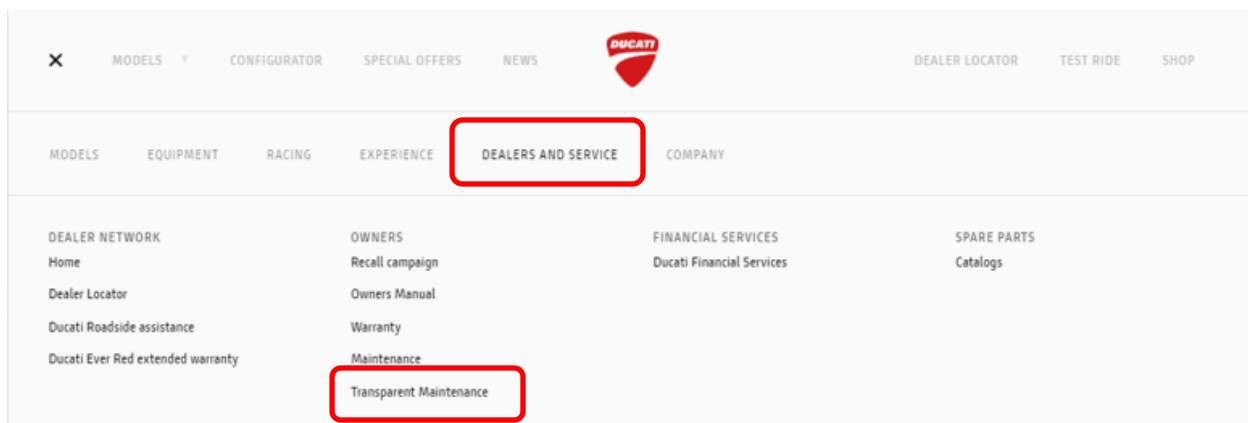 MODELS ▼ CONFIGURATOR SPECIAL OFFERS NEWS DUCATI DEALER LOCATOR TEST RIDE SHOP
MODELS EQUIPMENT RACING EXPERIENCE DEALERS AND SERVICE COMPANY
DEALER NETWORK
Home
Dealer Locator
Ducati Roadside assistance
Ducati Ever Red extended warranty
OWNERS
Recall campaign
Owners Manual
Warranty
Maintenance
Transparent Maintenance
FINANCIAL SERVICES
Ducati Financial Services
SPARE PARTS
Catalogs